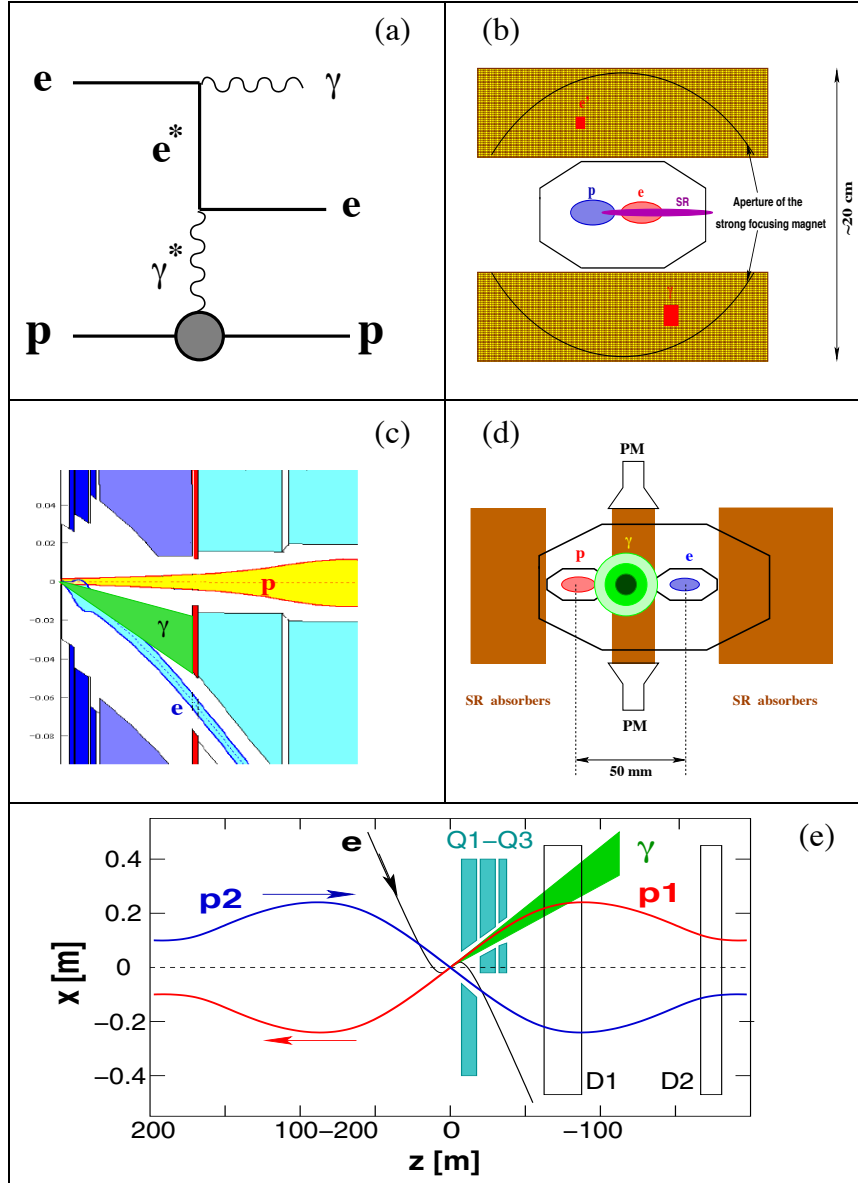 (a)
e
γ
e*
e
γ*
p
p
(b)
e'
p
e
SR
Aperture of the
strong focusing magnet
γ
~20 cm
(c)
0.04
0.02
0
−0.02
−0.04
−0.06
−0.08
p
γ
e
(d)
PM
p
γ
e
SR absorbers
SR absorbers
PM
50 mm
(e)
0.4
0.2
0
−0.2
−0.4
x [m]
e
Q1−Q3
γ
p2
p1
D1
D2
200
100−200
0
−100
z [m]